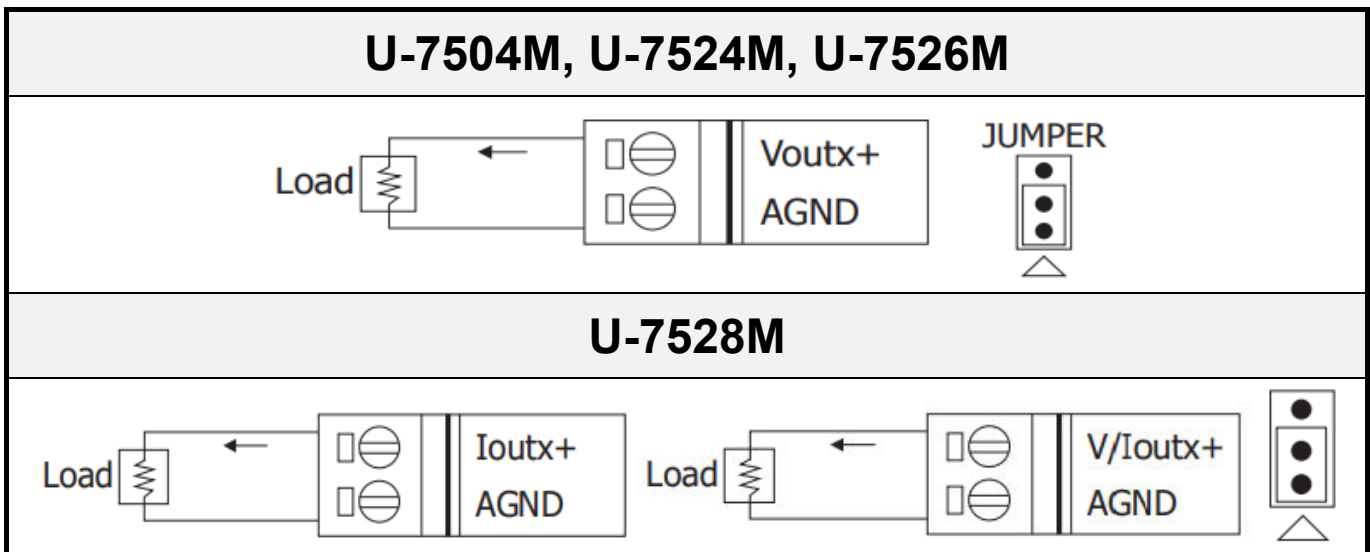 U-7504M, U-7524M, U-7526M
JUMPER
Load
Voutx+
AGND
U-7528M
Load
Ioutx+
AGND
Load
V/Ioutx+
AGND